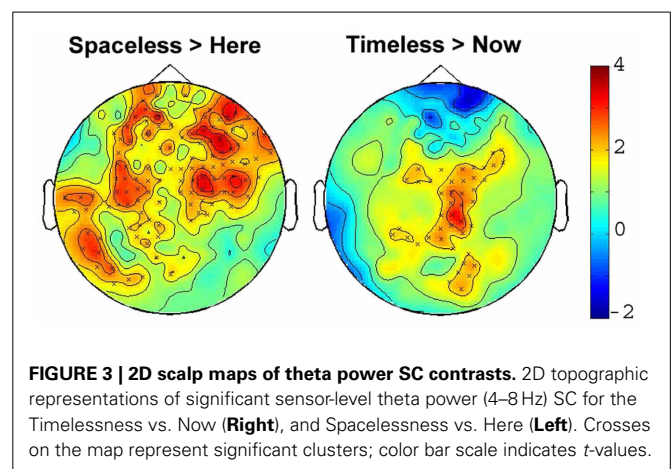 Spaceless > Here
Timeless > Now
4
2
0
-2
FIGURE 3 | 2D scalp maps of theta power SC contrasts. 2D topographic
representations of significant sensor-level theta power (4–8 Hz) SC for the
Timelessness vs. Now (Right), and Spacelessness vs. Here (Left). Crosses
on the map represent significant clusters; color bar scale indicates t-values.